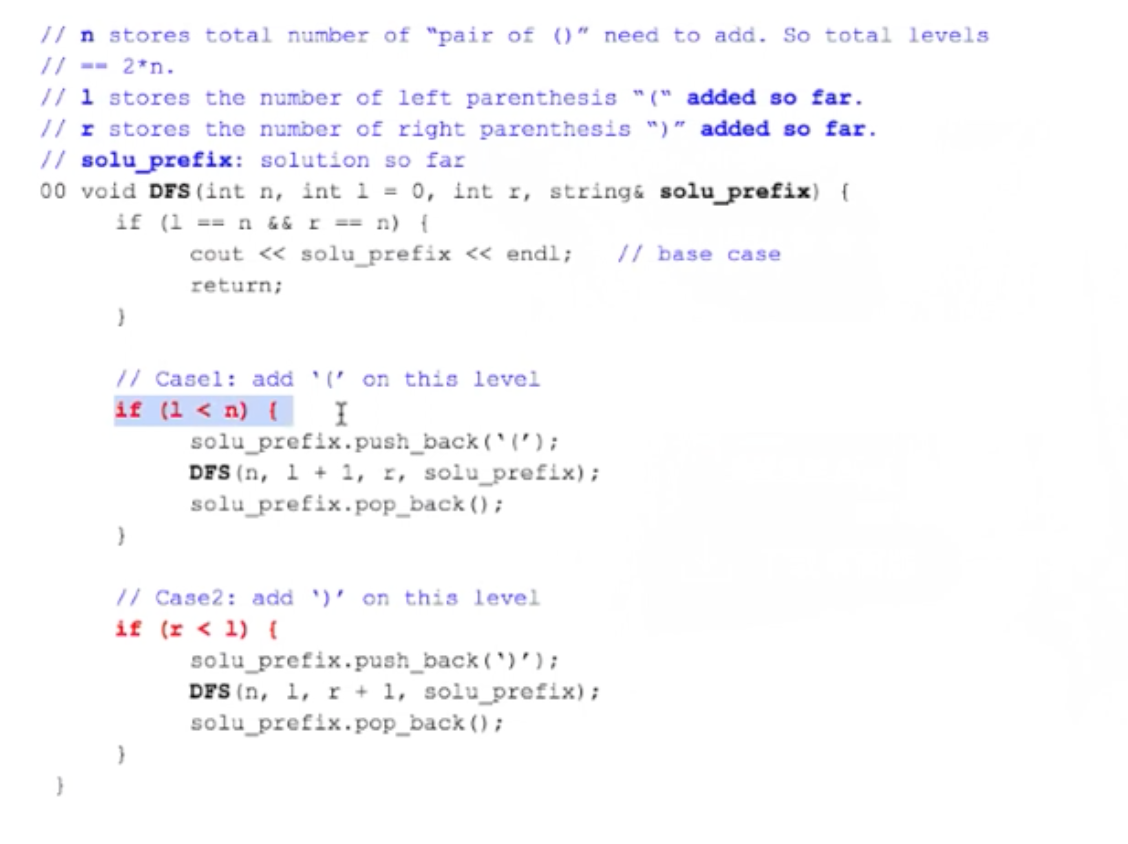 // n stores total number of “pair of ()” need to add. So total levels
// == 2*n.
// l stores the number of left parenthesis “(“ added so far.
// r stores the number of right parenthesis “)” added so far.
// solu_prefix: solution so far
00 void DFS(int n, int l = 0, int r, string& solu_prefix) {
if (l == n && r == n) {
cout << solu_prefix << endl; // base case
return;
}
// Case1: add ‘(’ on this level
if (l < n) {
solu_prefix.push_back(‘(’);
DFS(n, l + 1, r, solu_prefix);
solu_prefix.pop_back();
}
// Case2: add ‘)’ on this level
if (r < l) {
solu_prefix.push_back(‘)’);
DFS(n, l, r + 1, solu_prefix);
solu_prefix.pop_back();
}
}